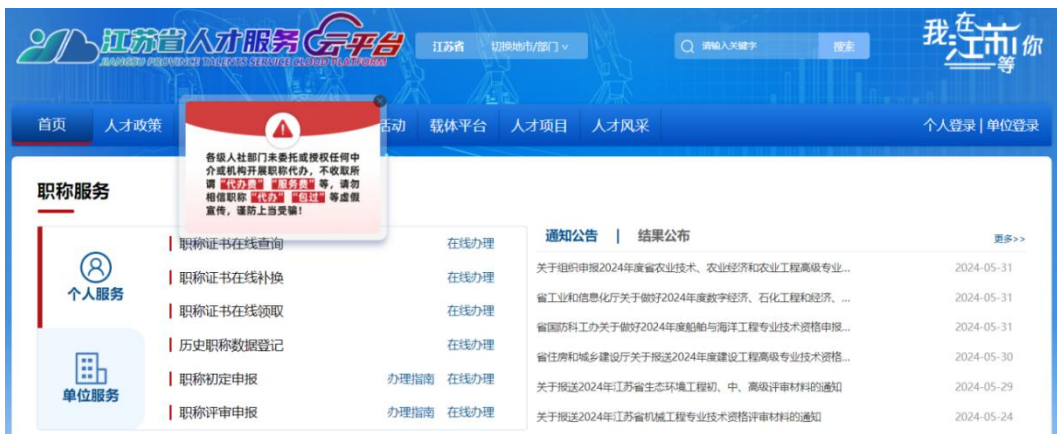 江苏省人才服务云平台
JIANGSU PROVINCE TALENTS SERVICE CLOUD PLATFORM
江苏省 切换地市/部门
请输入关键字 搜索
我在江苏等你
首页 人才政策 活动 载体平台 人才项目 人才风采 个人登录 | 单位登录
各级人社部门未委托或授权任何中
介或机构开展职称代办，不收取所
谓“代办费”“服务费”等，请勿
相信职称“代办”“包过”等虚假
宣传，谨防上当受骗！
职称服务
个人服务
单位服务
职称证书在线查询 在线办理
职称证书在线补换 在线办理
职称证书在线领取 在线办理
历史职称数据登记 在线办理
职称初定申报 办理指南 在线办理
职称评审申报 办理指南 在线办理
通知公告 | 结果公布 更多>>
关于组织申报2024年度省农业技术、农业经济和农业工程高级专业... 2024-05-31
省工业和信息化厅关于做好2024年度数字经济、石化工程和经济、... 2024-05-31
省国防科工办关于做好2024年度船舶与海洋工程专业技术资格申报... 2024-05-31
省住房和城乡建设厅关于报送2024年度建设工程高级专业技术资格... 2024-05-30
关于报送2024年江苏省生态环境工程初、中、高级评审材料的通知 2024-05-29
关于报送2024年江苏省机械工程专业技术资格评审材料的通知 2024-05-24